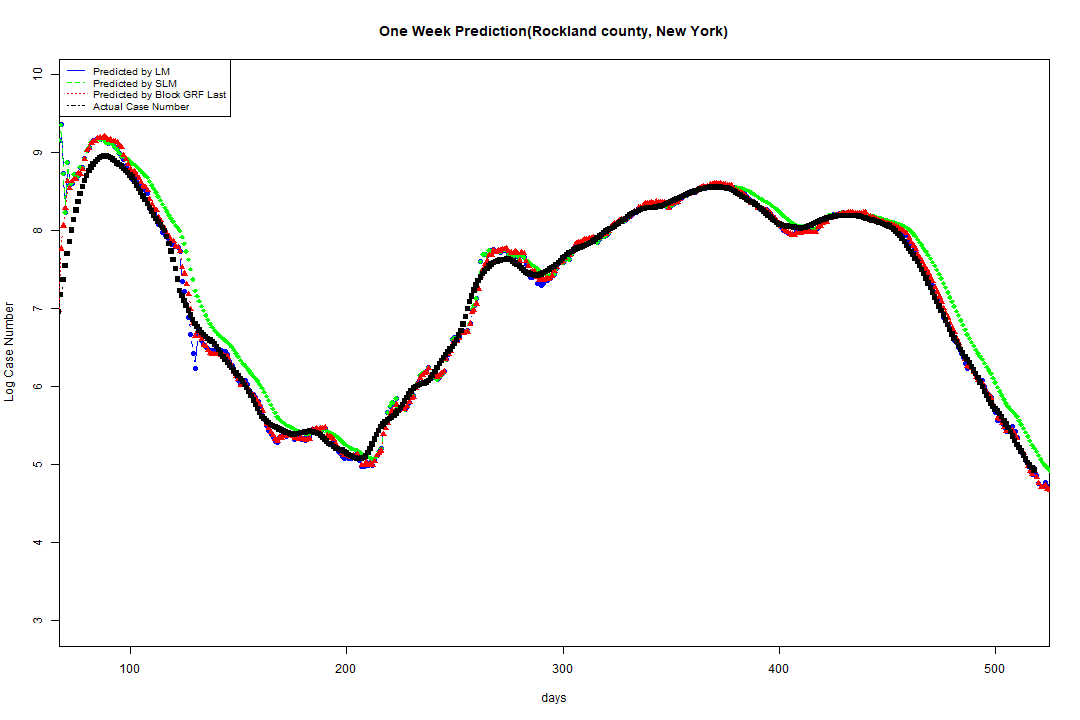 One Week Prediction(Rockland county, New York)
Predicted by LM
Predicted by SLM
Predicted by Block GRF Last
Actual Case Number
10
9
8
7
6
5
4
3
Log Case Number
100 200 300 400 500
days